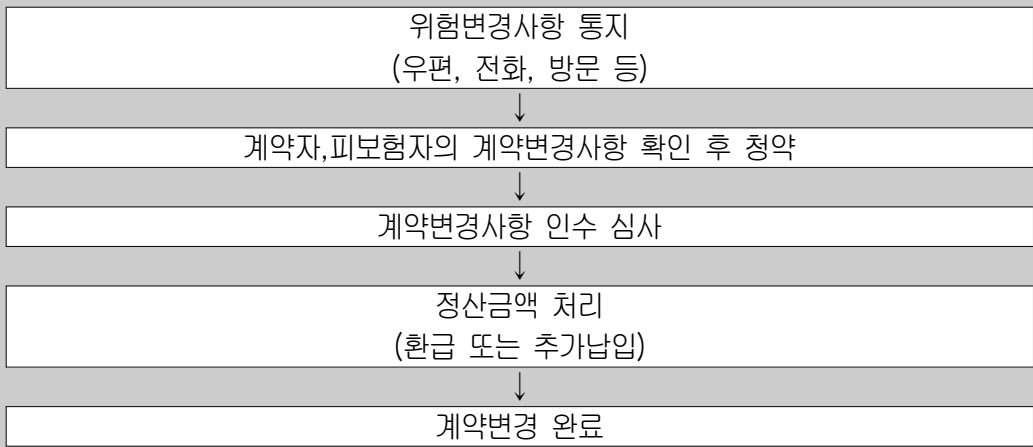 위험변경사항 통지
(우편, 전화, 방문 등)
↓
계약자,피보험자의 계약변경사항 확인 후 청약
↓
계약변경사항 인수 심사
↓
정산금액 처리
(환급 또는 추가납입)
↓
계약변경 완료